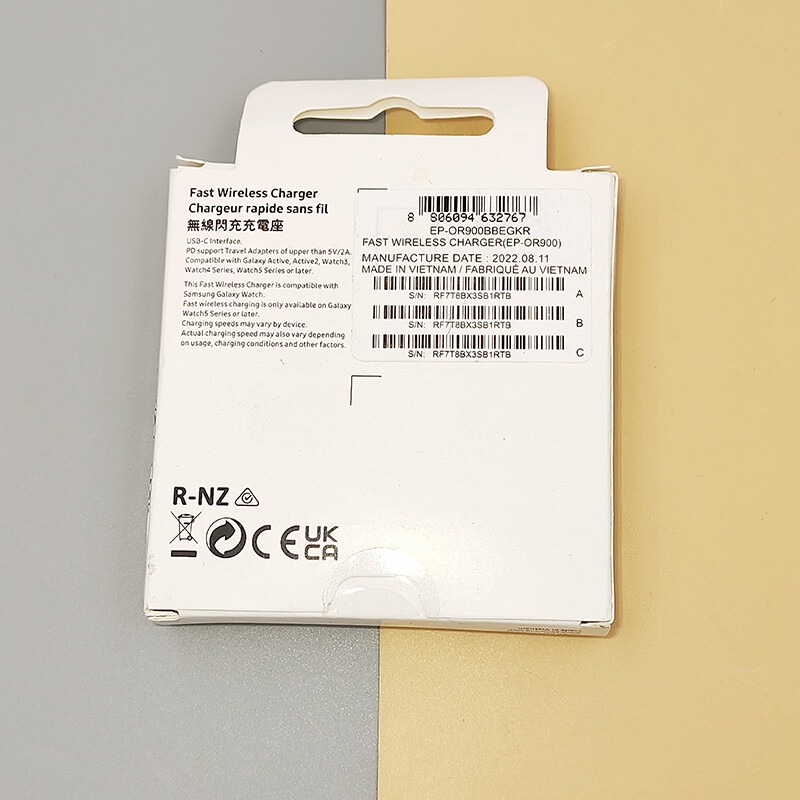 Fast Wireless Charger
Chargeur rapide sans fil
無線閃充充電座
USB-C Interface.
PD support Travel Adapters of upper than 5V/2A.
Compatible with Galaxy Active, Active2, Watch3,
Watch4 Series, Watch5 Series or later.
This Fast Wireless Charger is compatible with
Samsung Galaxy Watch.
Fast wireless charging is only available on Galaxy
Watch5 Series or later.
Charging speeds may vary by device.
Actual charging speed may also vary depending
on usage, charging conditions and other factors.
8 806094 632767
EP-OR900BBEGKR
FAST WIRELESS CHARGER(EP-OR900)
MANUFACTURE DATE : 2022.08.11
MADE IN VIETNAM / FABRIQUÉ AU VIETNAM
A
S/N: RF7T8BX3SB1RTB
B
S/N: RF7T8BX3SB1RTB
C
S/N: RF7T8BX3SB1RTB
R-NZ
CE
UK
CA